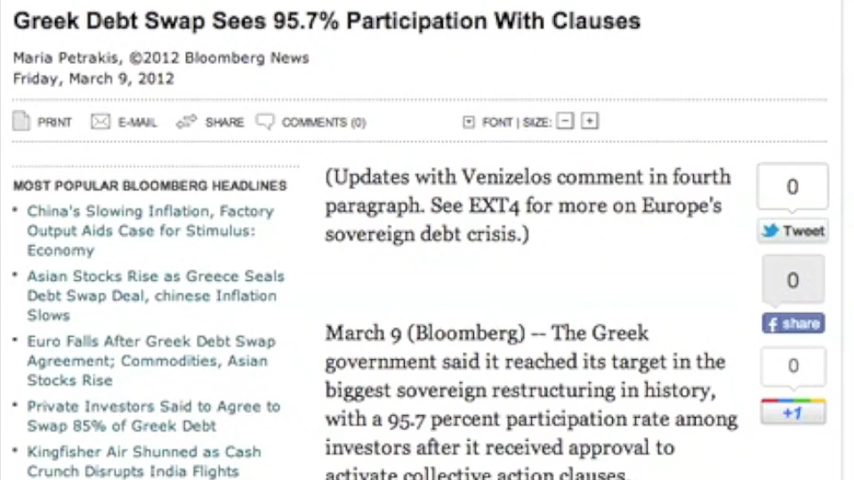 Greek Debt Swap Sees 95.7% Participation With Clauses
Maria Petrakis, ©2012 Bloomberg News
Friday, March 9, 2012
PRINT E-MAIL SHARE COMMENTS (0) FONT | SIZE: - +
MOST POPULAR BLOOMBERG HEADLINES
• China's Slowing Inflation, Factory
Output Aids Case for Stimulus:
Economy
• Asian Stocks Rise as Greece Seals
Debt Swap Deal, chinese Inflation
Slows
• Euro Falls After Greek Debt Swap
Agreement; Commodities, Asian
Stocks Rise
• Private Investors Said to Agree to
Swap 85% of Greek Debt
• Kingfisher Air Shunned as Cash
Crunch Disrupts India Flights
(Updates with Venizelos comment in fourth
paragraph. See EXT4 for more on Europe's
sovereign debt crisis.)
March 9 (Bloomberg) -- The Greek
government said it reached its target in the
biggest sovereign restructuring in history,
with a 95.7 percent participation rate among
investors after it received approval to
activate collective action clauses.
0
Tweet
0
f share
0
+1